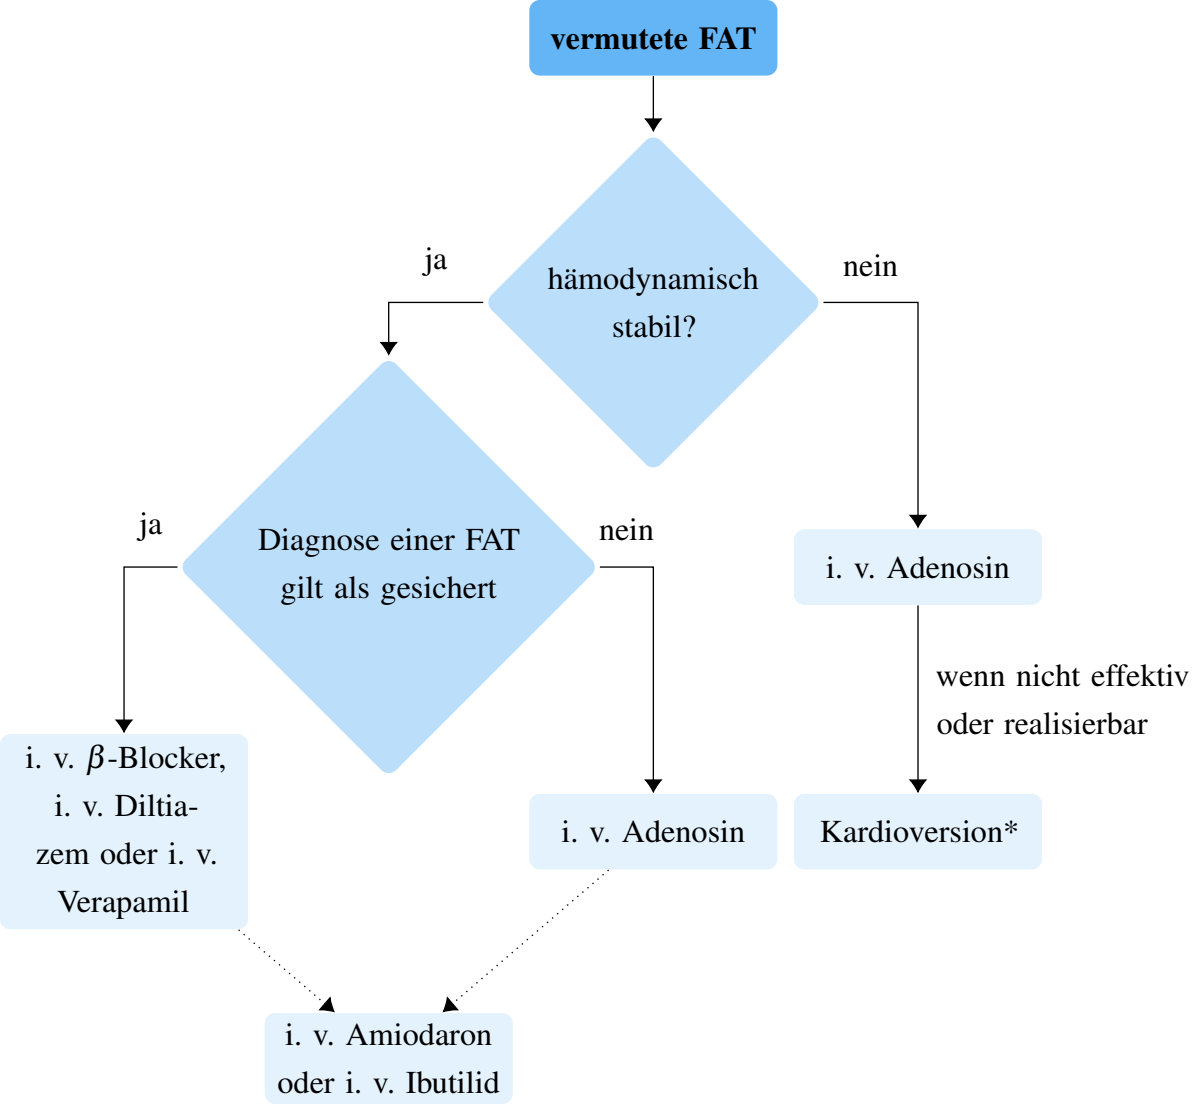 vermutete FAT
ja
nein
hämodynamisch
stabil?
ja
nein
Diagnose einer FAT
gilt als gesichert
i. v. Adenosin
wenn nicht effektiv
oder realisierbar
i. v. β-Blocker,
i. v. Diltia-
zem oder i. v.
Verapamil
i. v. Adenosin
Kardioversion*
i. v. Amiodaron
oder i. v. Ibutilid